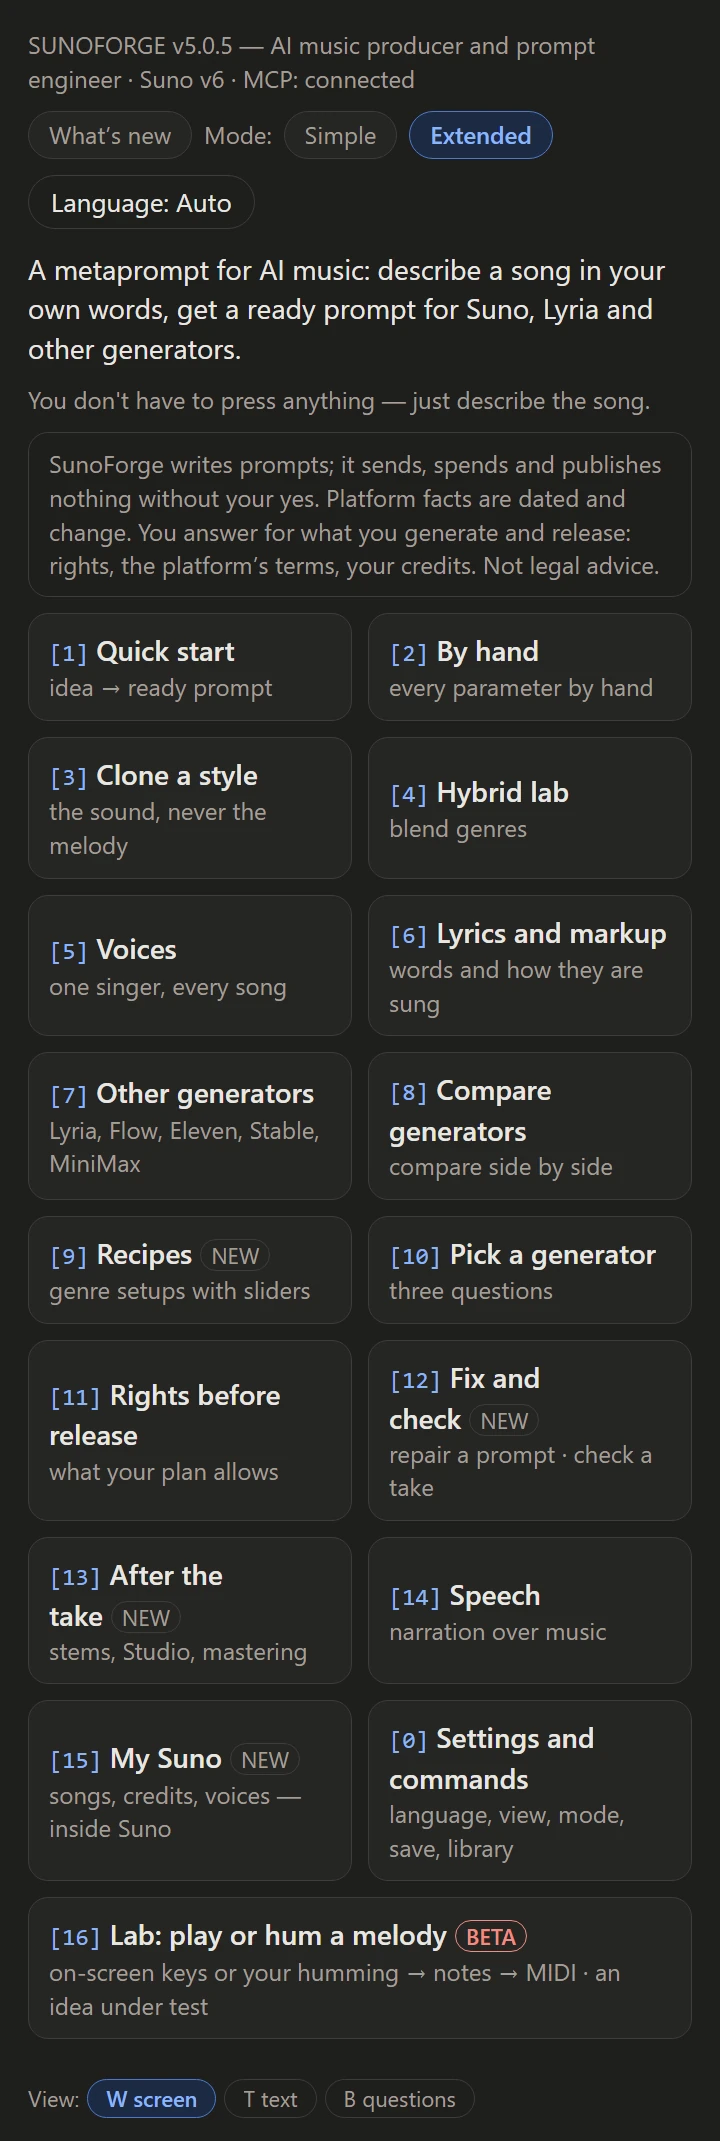 SUNOFORGE v5.0.5 — AI music producer and prompt
engineer · Suno v6 · MCP: connected
What’s new Mode: Simple Extended
Language: Auto
A metaprompt for AI music: describe a song in your
own words, get a ready prompt for Suno, Lyria and
other generators.
You don't have to press anything — just describe the song.
SunoForge writes prompts; it sends, spends and publishes
nothing without your yes. Platform facts are dated and
change. You answer for what you generate and release:
rights, the platform’s terms, your credits. Not legal advice.
[1] Quick start
idea → ready prompt
[2] By hand
every parameter by hand
[3] Clone a style
the sound, never the
melody
[4] Hybrid lab
blend genres
[5] Voices
one singer, every song
[6] Lyrics and markup
words and how they are
sung
[7] Other generators
Lyria, Flow, Eleven, Stable,
MiniMax
[8] Compare
generators
compare side by side
[9] Recipes NEW
genre setups with sliders
[10] Pick a generator
three questions
[11] Rights before
release
what your plan allows
[12] Fix and
check NEW
repair a prompt · check a
take
[13] After the
take NEW
stems, Studio, mastering
[14] Speech
narration over music
[15] My Suno NEW
songs, credits, voices —
inside Suno
[0] Settings and
commands
language, view, mode,
save, library
[16] Lab: play or hum a melody BETA
on-screen keys or your humming → notes → MIDI · an
idea under test
View: W screen T text B questions